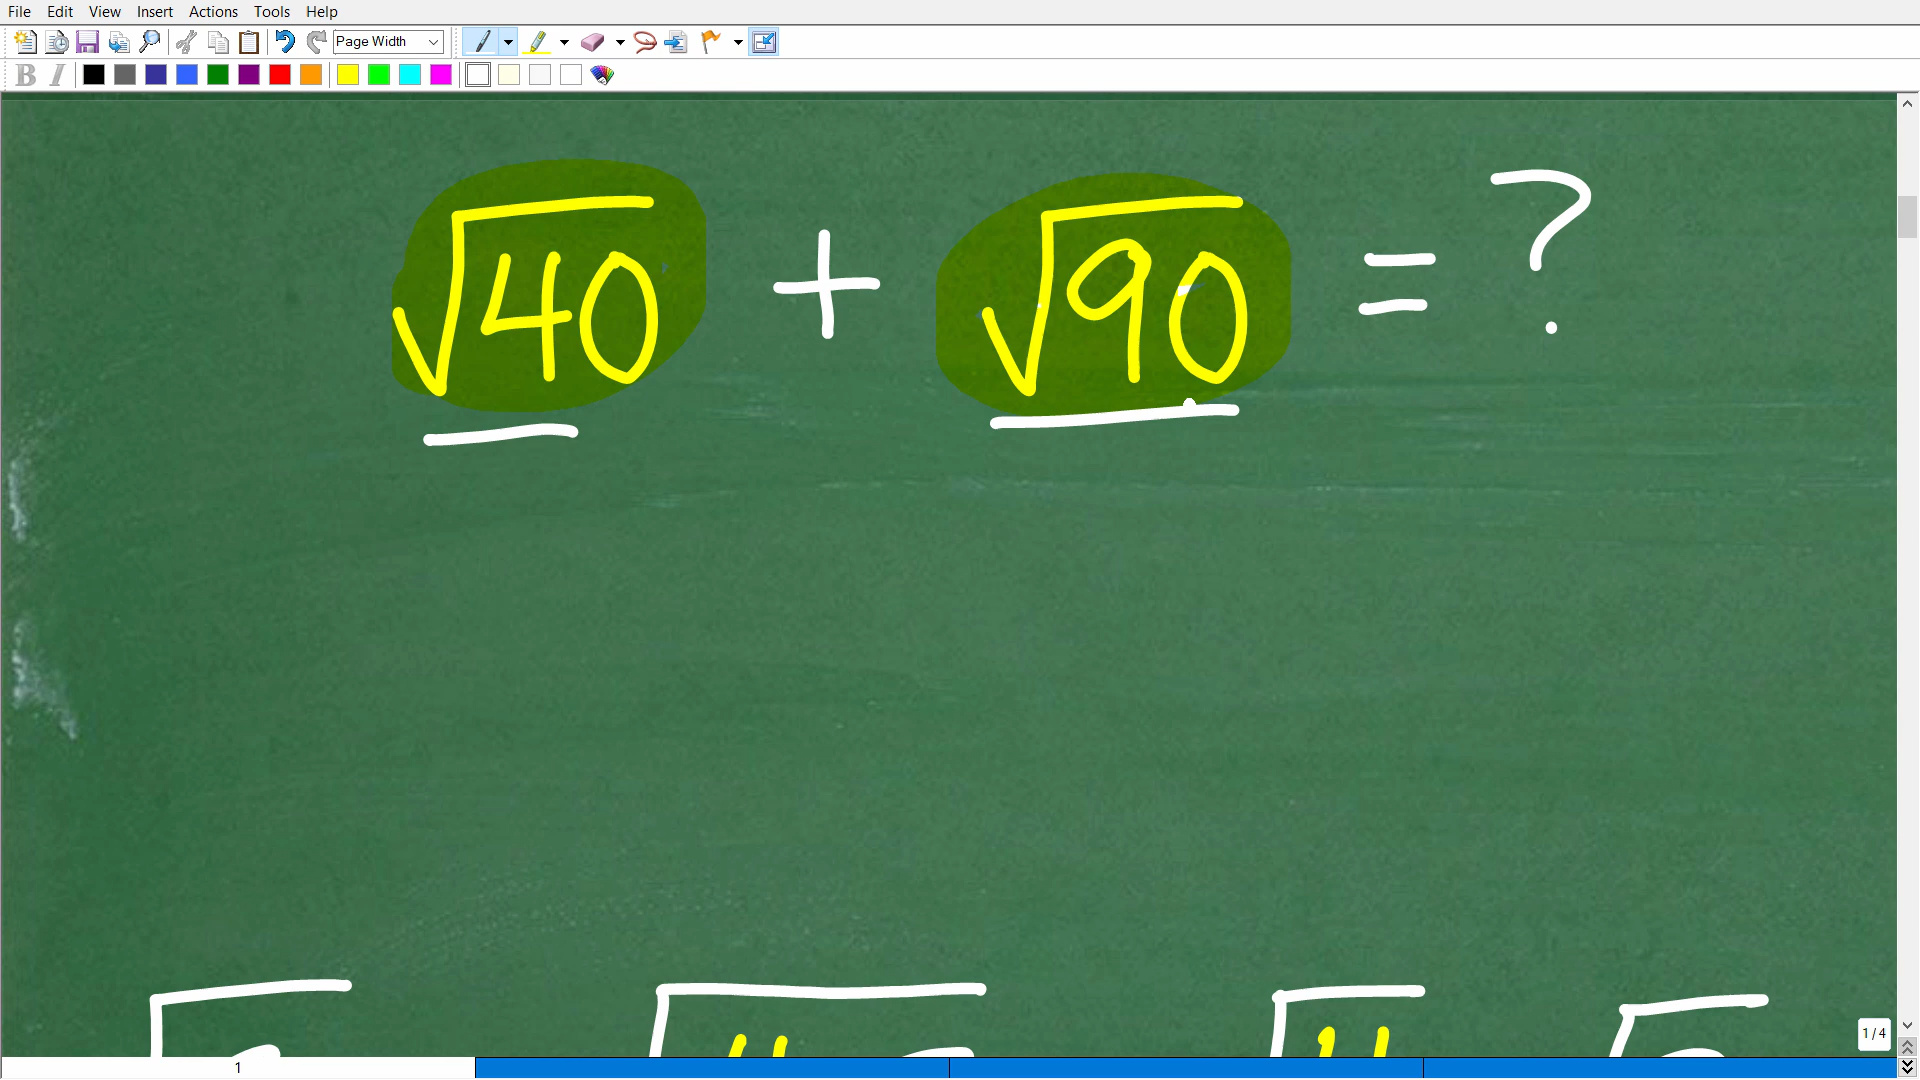 File Edit View Insert Actions Tools Help
Page Width
B I
√40 + √90 = ?
1 / 4
1